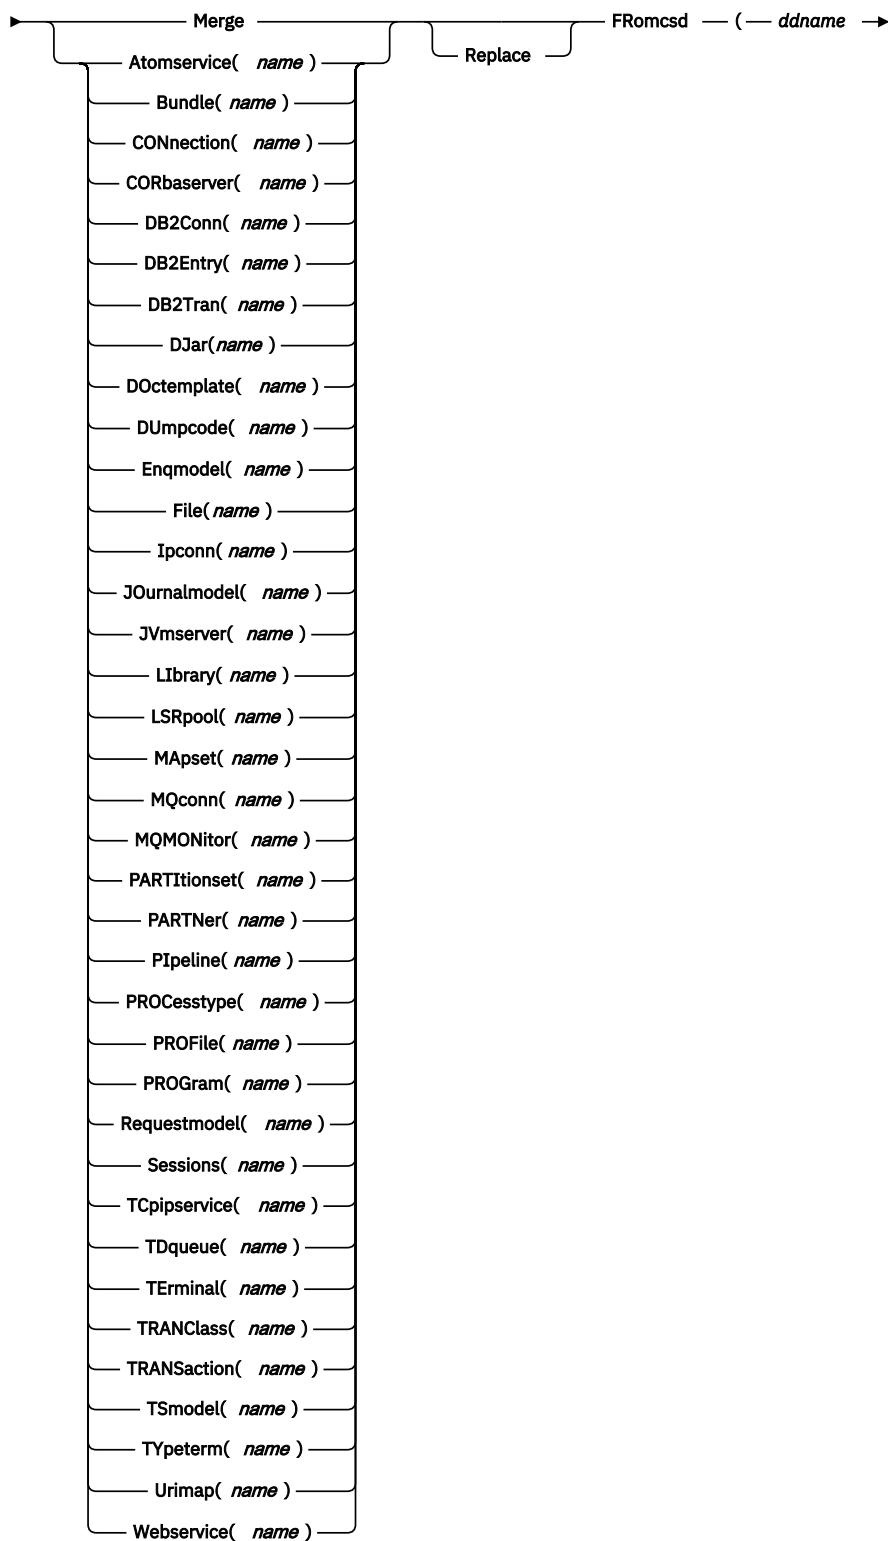 Merge FRomcsd ( ddname
Replace
Atomservice( name )
Bundle( name )
CONnection( name )
CORbaserver( name )
DB2Conn( name )
DB2Entry( name )
DB2Tran( name )
DJar(name )
DOctemplate( name )
DUmpcode( name )
Enqmodel( name )
File(name )
Ipconn( name )
JOurnalmodel( name )
JVmserver( name )
LIbrary( name )
LSRpool( name )
MApset( name )
MQconn( name )
MQMONitor( name )
PARTItionset( name )
PARTNer( name )
PIpeline( name )
PROCesstype( name )
PROFile( name )
PROGram( name )
Requestmodel( name )
Sessions( name )
TCpipservice( name )
TDqueue( name )
TErminal( name )
TRANClass( name )
TRANSaction( name )
TSmodel( name )
TYpeterm( name )
Urimap( name )
Webservice( name )